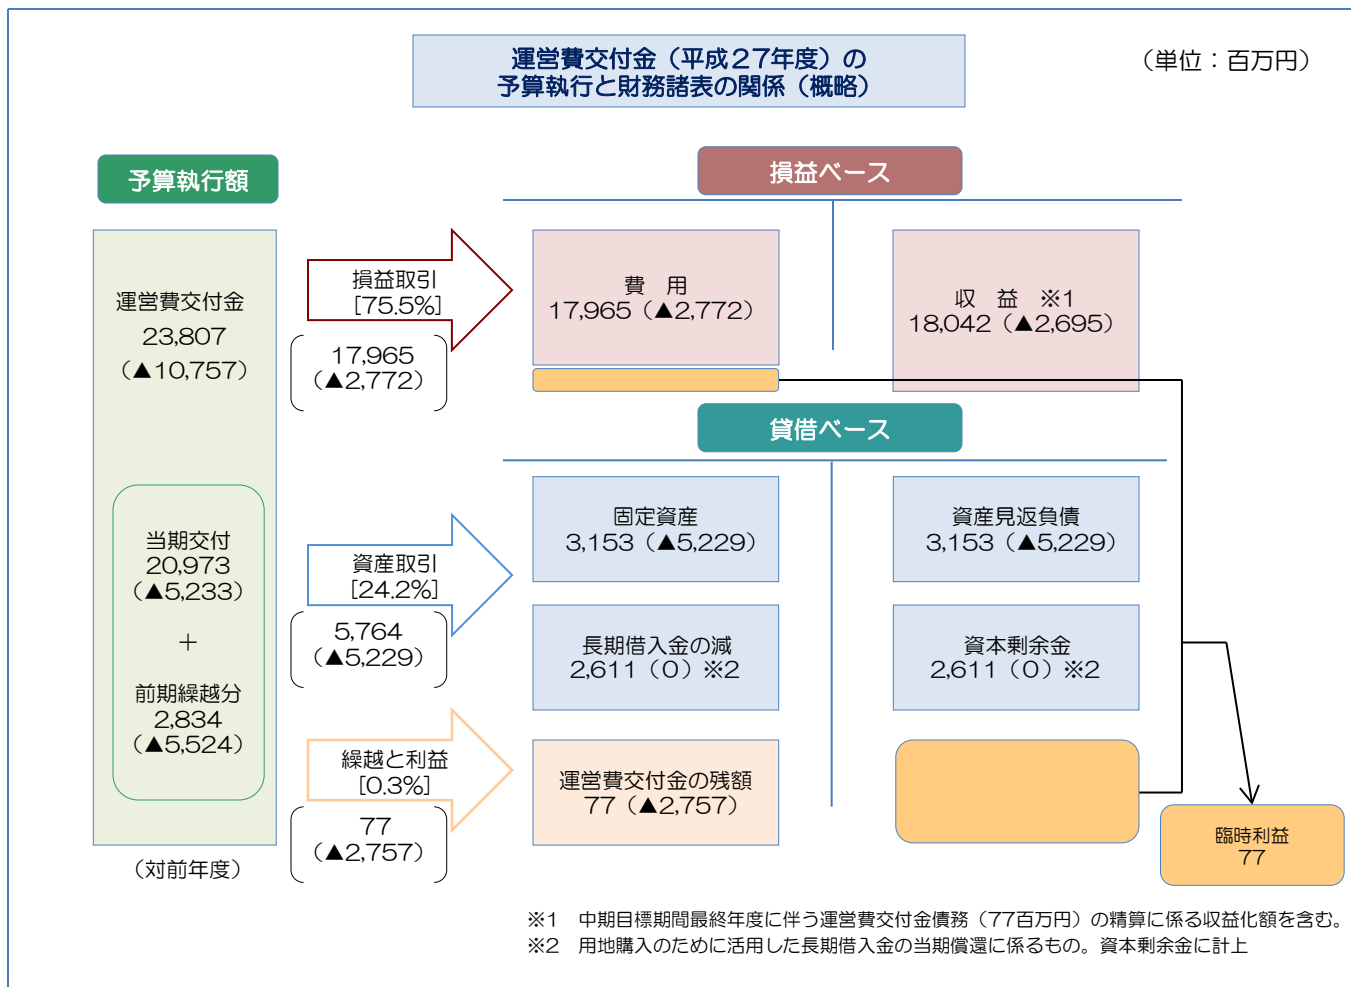 運営費交付金（平成２７年度）の
予算執行と財務諸表の関係（概略）
（単位：百万円）
予算執行額
損益ベース
運営費交付金
23,807
（▲10,757）
損益取引
[75.5%]
17,965
（▲2,772）
費　用
17,965（▲2,772）
収　益　※1
18,042（▲2,695）
貸借ベース
当期交付
20,973
（▲5,233）
＋
前期繰越分
2,834
（▲5,524）
資産取引
[24.2%]
5,764
（▲5,229）
固定資産
3,153（▲5,229）
資産見返負債
3,153（▲5,229）
長期借入金の減
2,611（0）※2
資本剰余金
2,611（0）※2
繰越と利益
[0.3%]
77
（▲2,757）
運営費交付金の残額
77（▲2,757）
臨時利益
77
（対前年度）
※1　中期目標期間最終年度に伴う運営費交付金債務（77百万円）の精算に係る収益化額を含む。
※2　用地購入のために活用した長期借入金の当期償還に係るもの。資本剰余金に計上